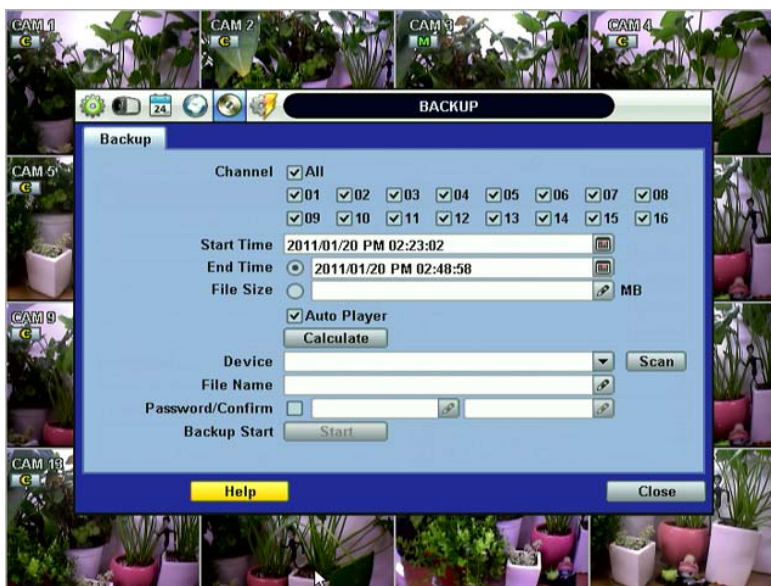 CAM 1
C
CAM 2
C
CAM 3
M
CAM 4
C
24
BACKUP
Backup
CAM 5
C
Channel All
01 02 03 04 05 06 07 08
09 10 11 12 13 14 15 16
Start Time 2011/01/20 PM 02:23:02
End Time 2011/01/20 PM 02:48:58
File Size MB
CAM 9
C
Auto Player
Calculate
Device Scan
File Name
Password/Confirm
Backup Start Start
CAM 13
C
Help Close